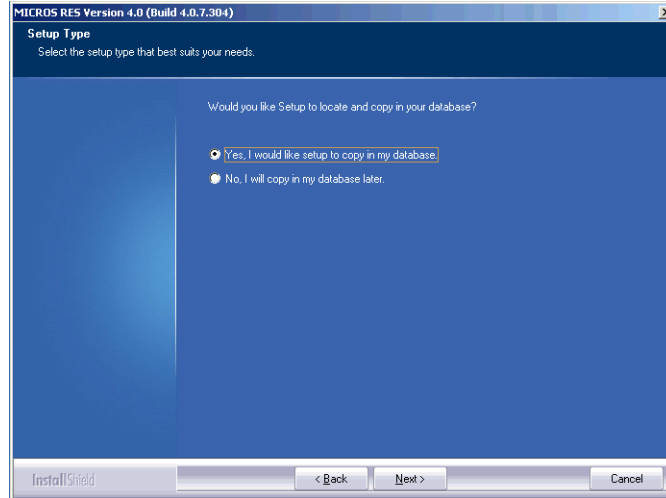 MICROS RES Version 4.0 (Build 4.0.7.304)
Setup Type
Select the setup type that best suits your needs.
Would you like Setup to locate and copy in your database?
Yes, I would like setup to copy in my database.
No, I will copy in my database later.
InstallShield
< Back
Next >
Cancel